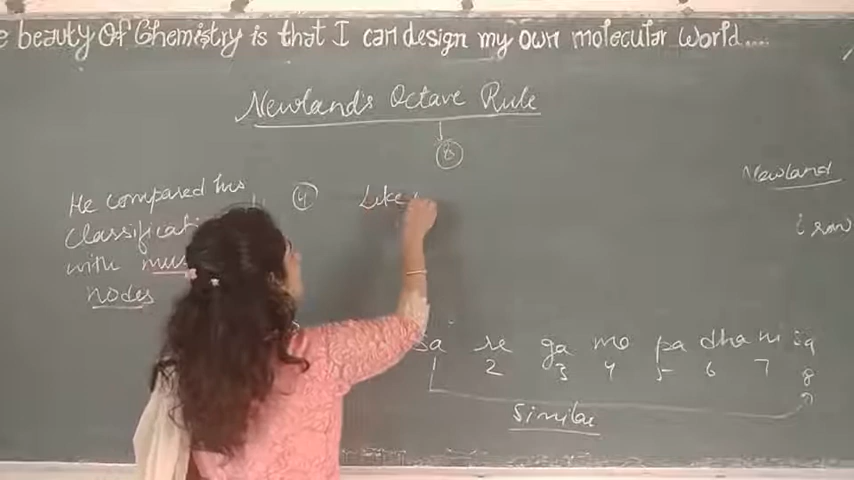 e beauty Of Chemistry is that I can design my own molecular world....
Newland's Octave Rule
8
He compared his
Classificati
with mus
nodes
4
Like
Newland
sa re ga ma pa dha ni sa
1 2 3 4 5 6 7 8
Similar